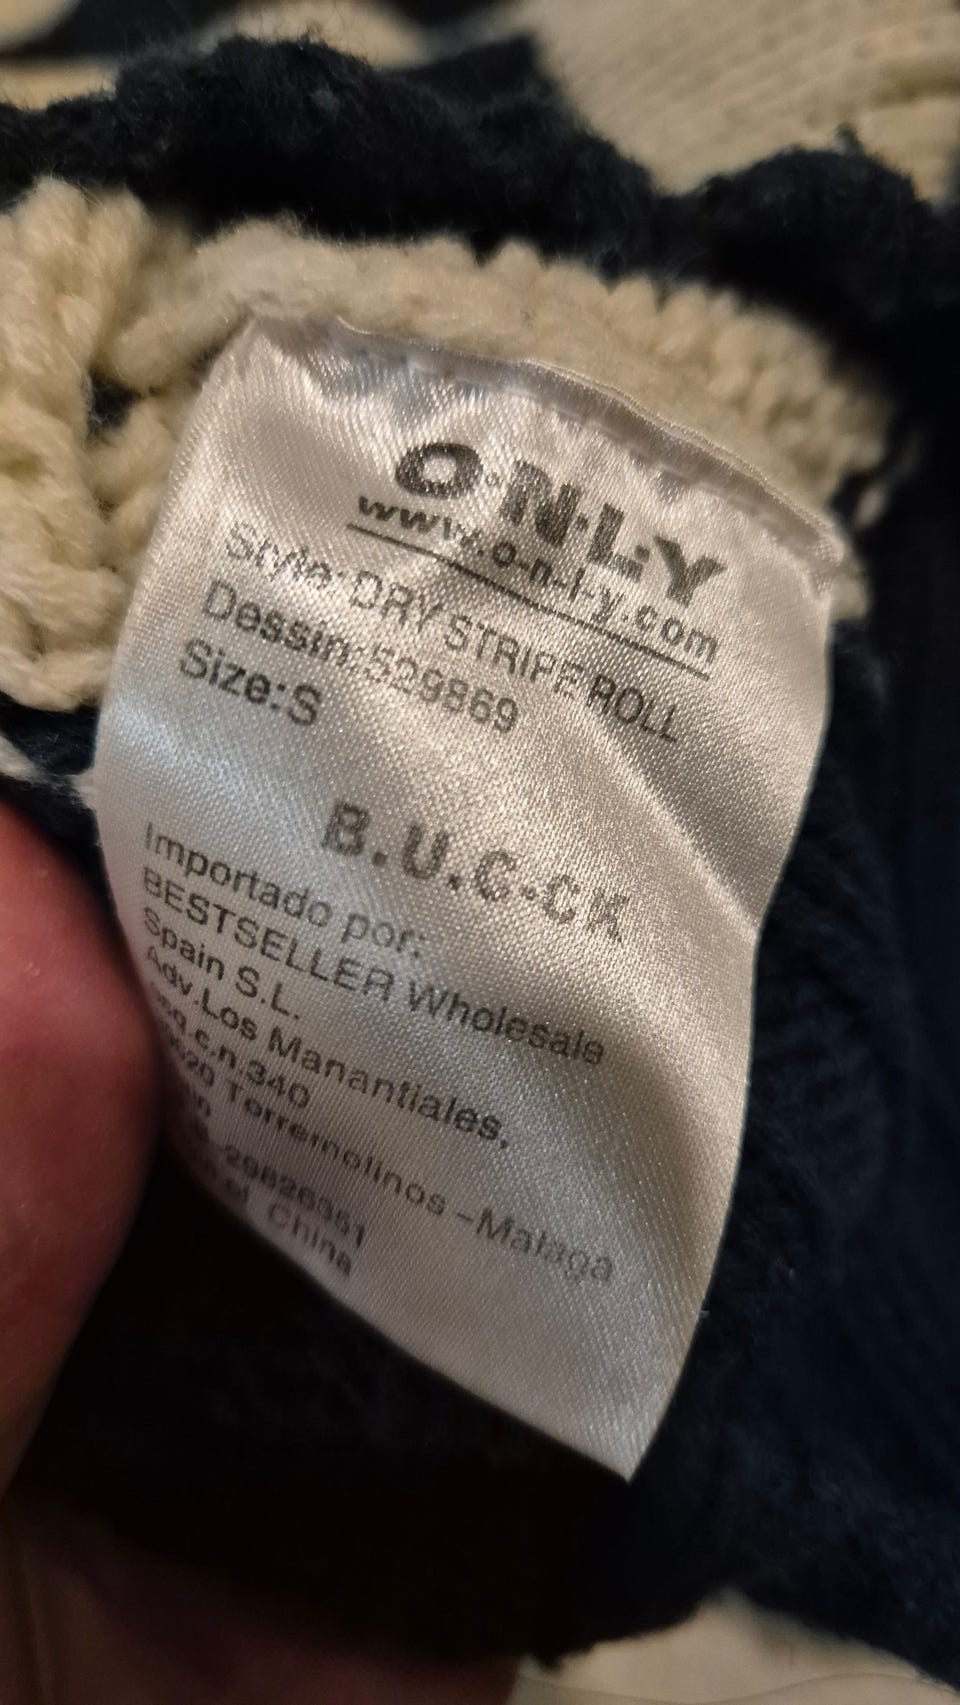 O·N·L·Y
www.o-n-l-y.com
Style: DRY STRIPE ROLL
Dessin:529869
Size:S
B.U.C-CK
Importado por:
BESTSELLER Wholesale
Spain S.L.
Adv.Los Manantiales,
c.n.340
Torremolinos -Malaga
China